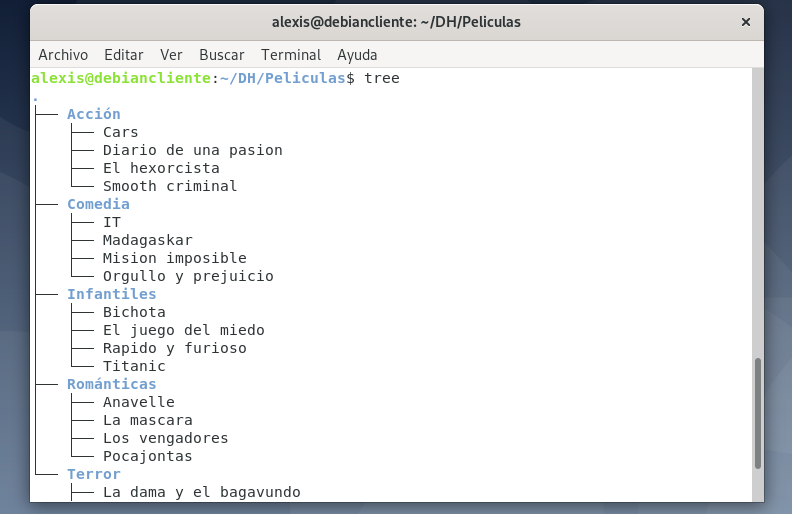 alexis@debiancliente: ~/DH/Peliculas
Archivo Editar Ver Buscar Terminal Ayuda
alexis@debiancliente:~/DH/Peliculas$ tree
.
├── Acción
│   ├── Cars
│   ├── Diario de una pasion
│   ├── El hexorcista
│   └── Smooth criminal
├── Comedia
│   ├── IT
│   ├── Madagaskar
│   ├── Mision imposible
│   └── Orgullo y prejuicio
├── Infantiles
│   ├── Bichota
│   ├── El juego del miedo
│   ├── Rapido y furioso
│   └── Titanic
├── Románticas
│   ├── Anavelle
│   ├── La mascara
│   ├── Los vengadores
│   └── Pocajontas
└── Terror
    ├── La dama y el bagavundo